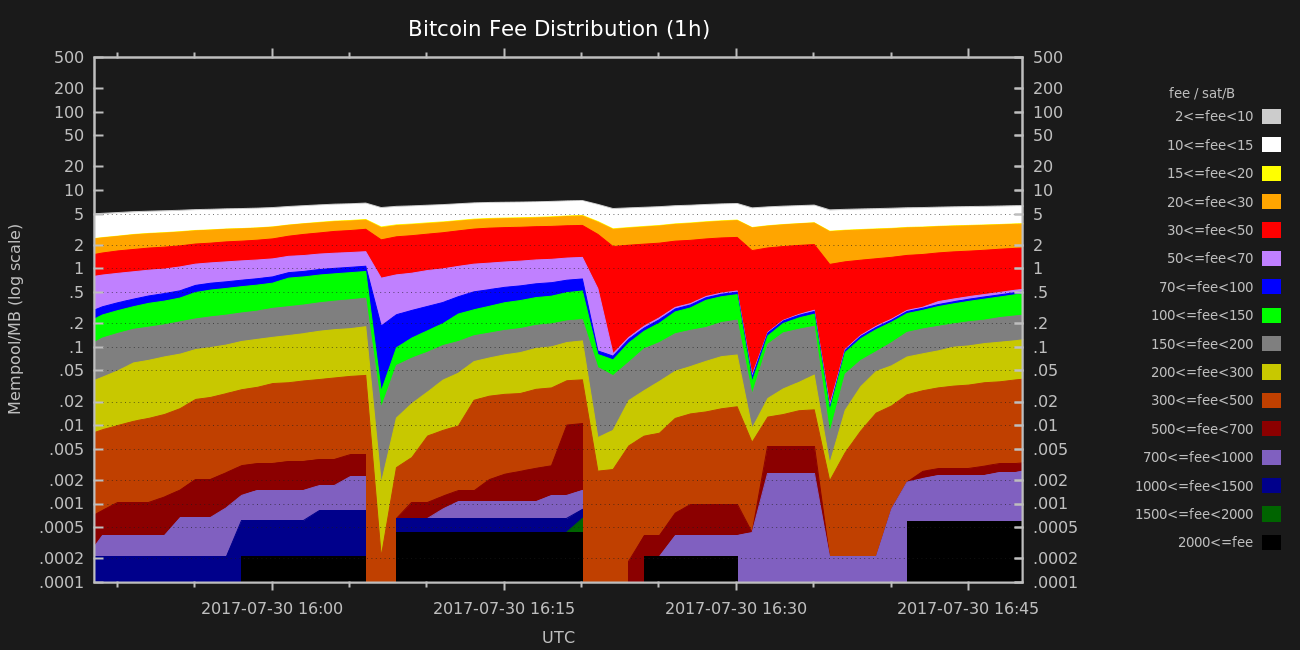 Bitcoin Fee Distribution (1h)
Mempool/MB (log scale)
500
200
100
50
20
10
5
2
1
.5
.2
.1
.05
.02
.01
.005
.002
.001
.0005
.0002
.0001
500
200
100
50
20
10
5
2
1
.5
.2
.1
.05
.02
.01
.005
.002
.001
.0005
.0002
.0001
fee / sat/B
2<=fee<10
10<=fee<15
15<=fee<20
20<=fee<30
30<=fee<50
50<=fee<70
70<=fee<100
100<=fee<150
150<=fee<200
200<=fee<300
300<=fee<500
500<=fee<700
700<=fee<1000
1000<=fee<1500
1500<=fee<2000
2000<=fee
2017-07-30 16:00
2017-07-30 16:15
2017-07-30 16:30
2017-07-30 16:45
UTC